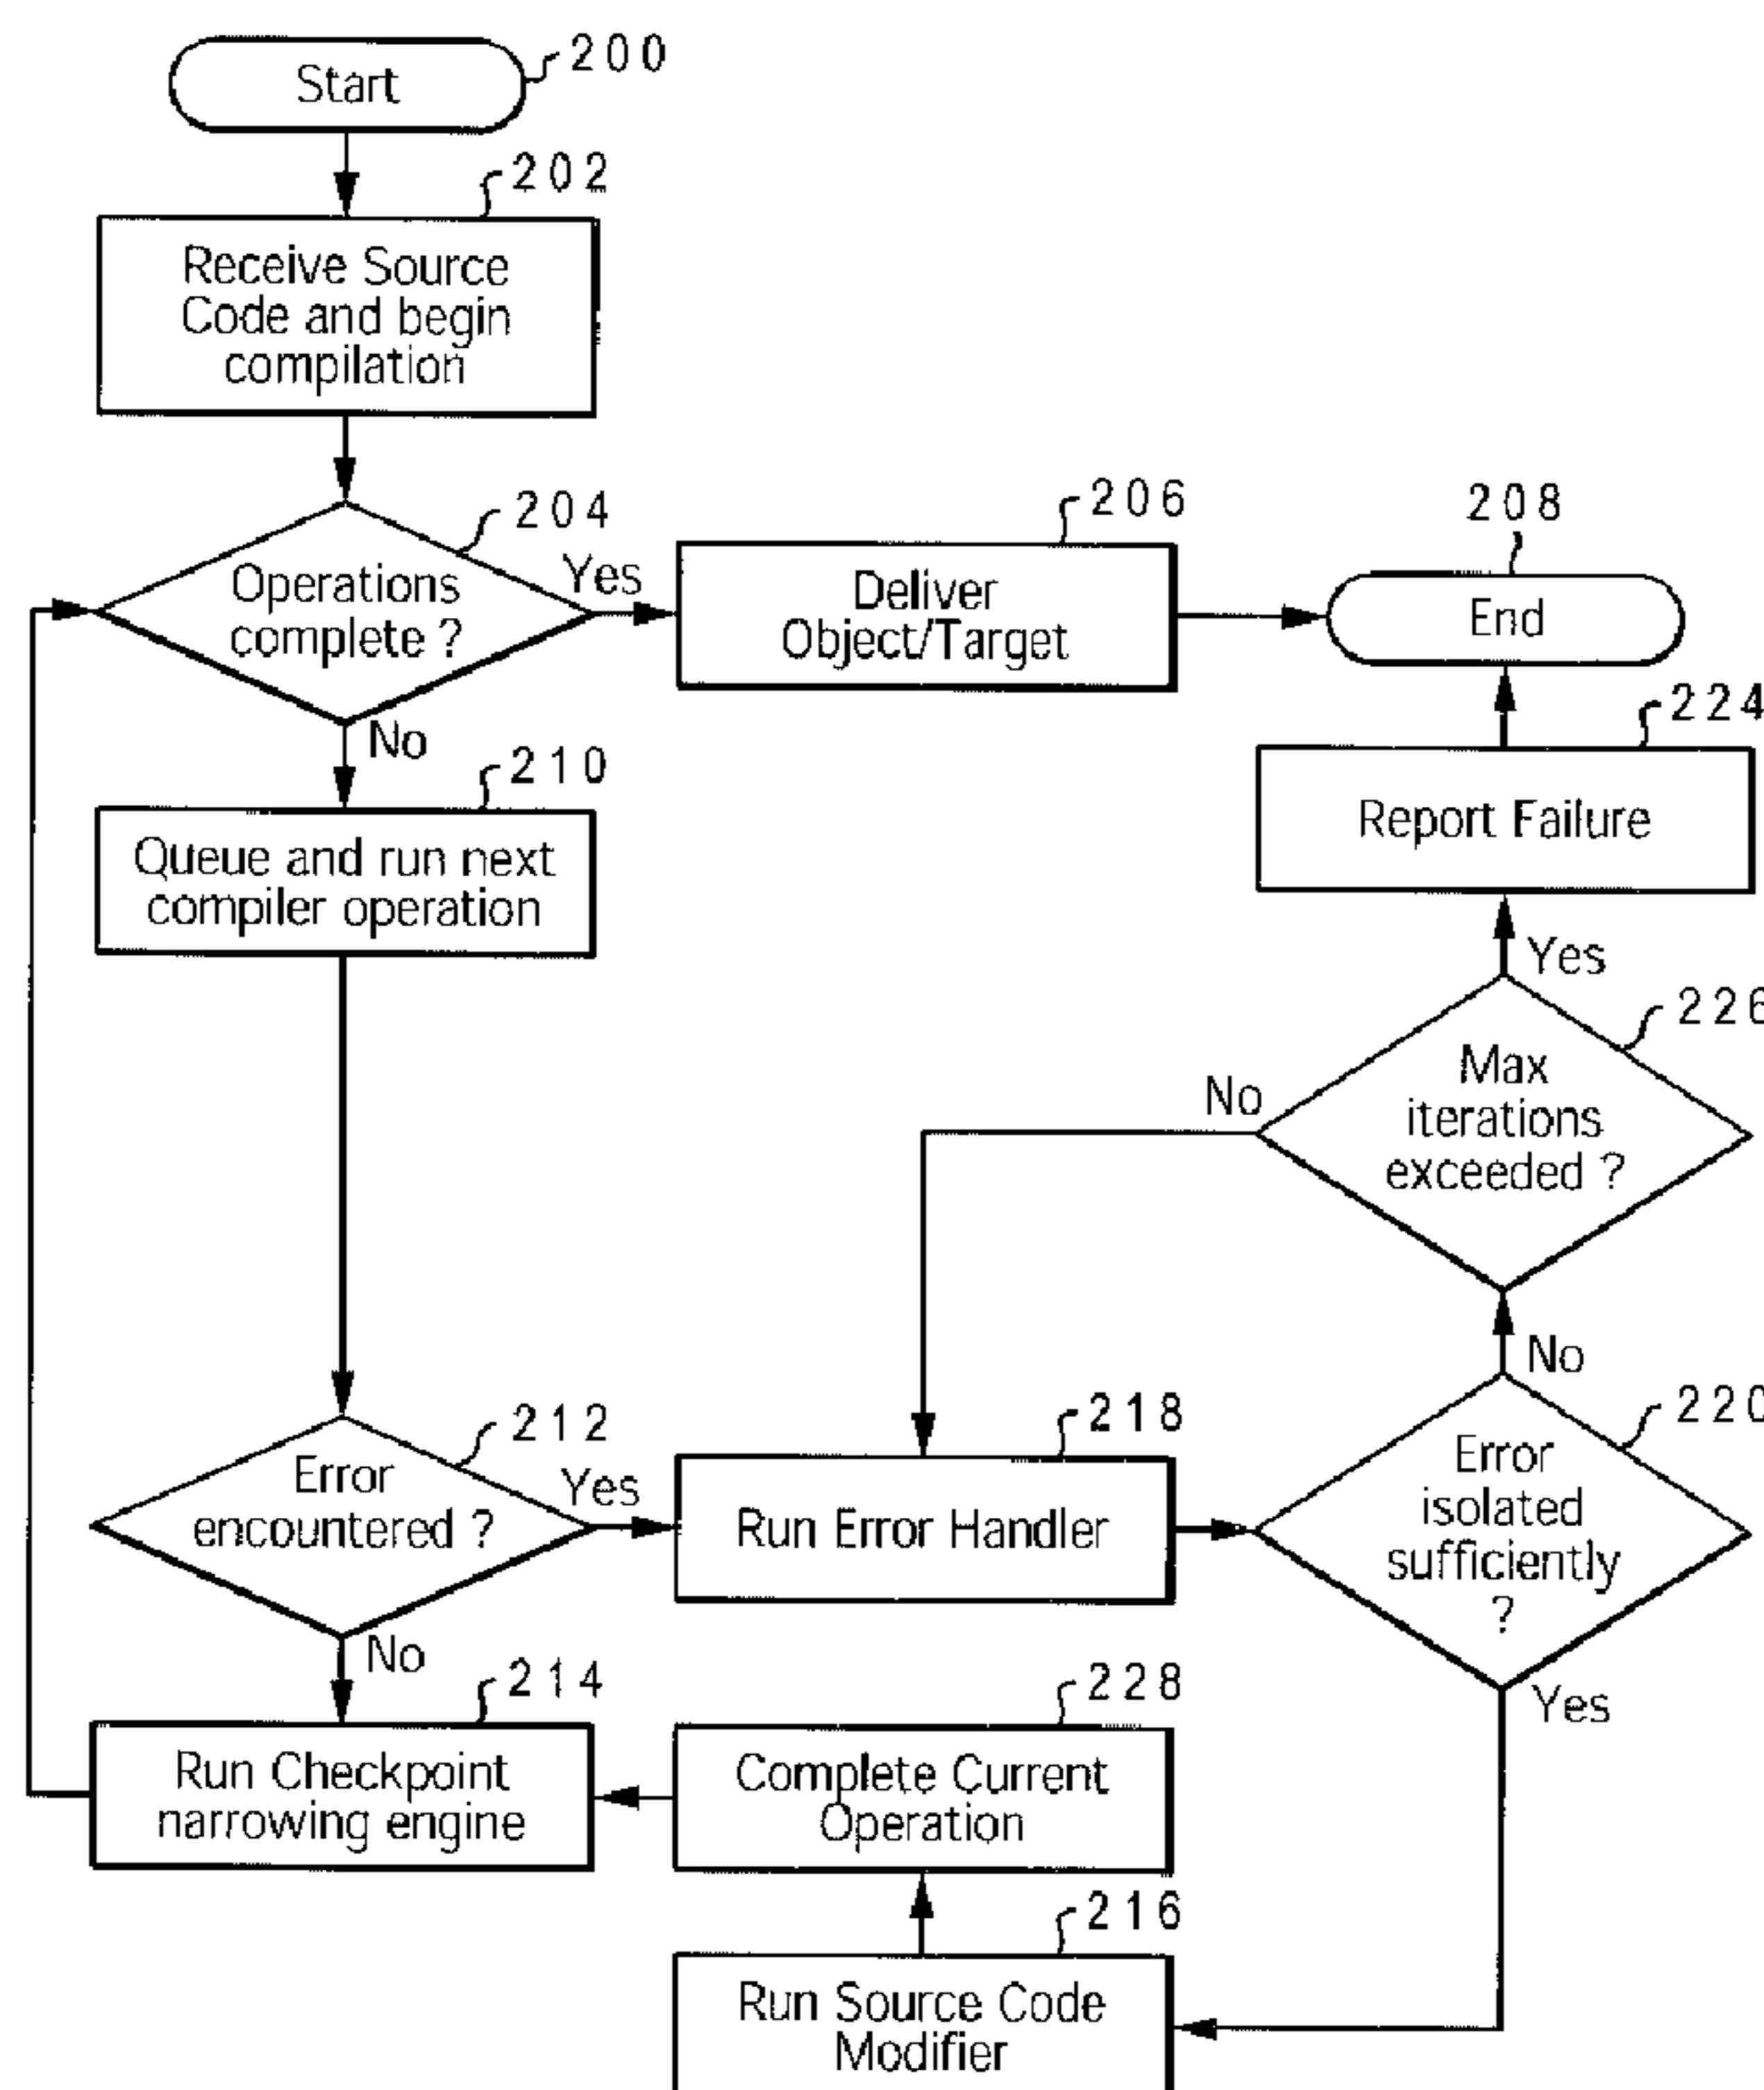 200
Start
202
Receive Source
Code and begin
compilation
204
Operations
complete ?
Yes
No
206
Deliver
Object/Target
208
End
210
Queue and run next
compiler operation
224
Report Failure
Yes
226
Max
iterations
exceeded ?
No
No
212
Error
encountered ?
Yes
No
218
Run Error Handler
220
Error
isolated
sufficiently
?
Yes
214
Run Checkpoint
narrowing engine
228
Complete Current
Operation
216
Run Source Code
Modifier